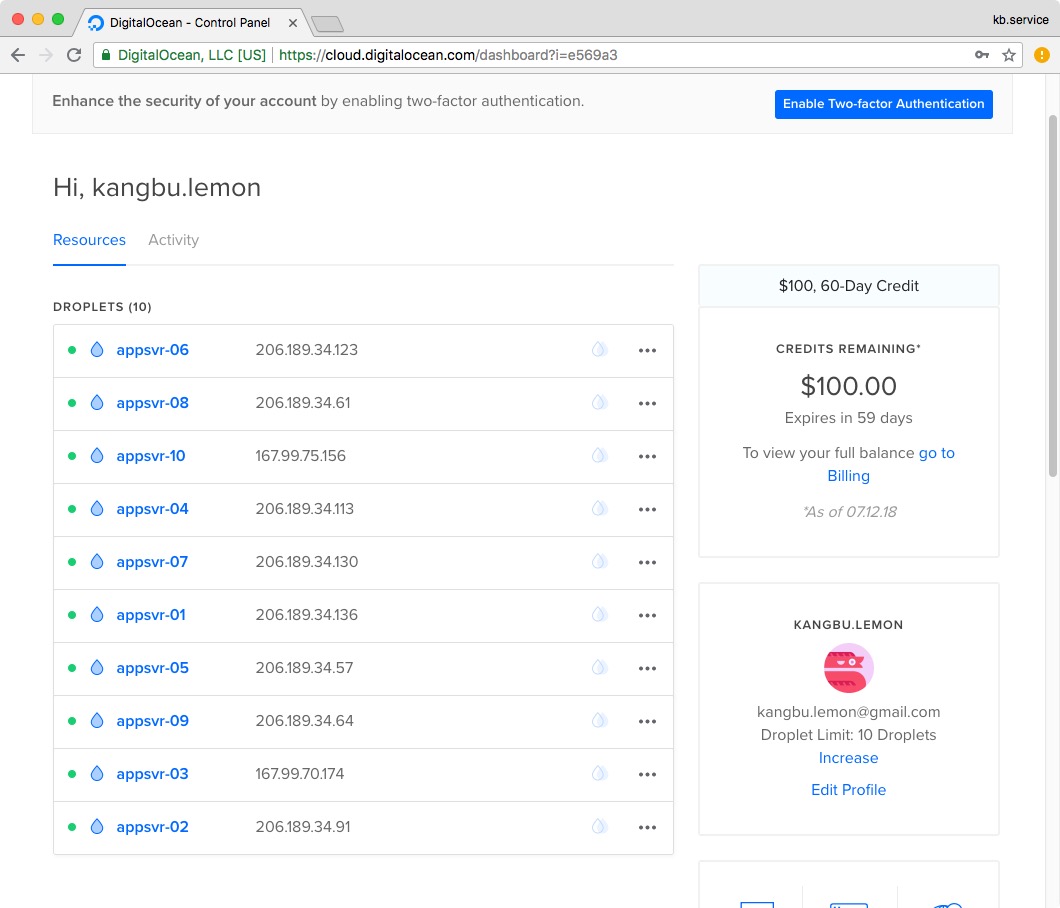 DigitalOcean - Control Panel
kb.service
DigitalOcean, LLC [US] https://cloud.digitalocean.com/dashboard?i=e569a3
Enhance the security of your account by enabling two-factor authentication.
Enable Two-factor Authentication
Hi, kangbu.lemon
Resources Activity
DROPLETS (10)
appsvr-06 206.189.34.123
appsvr-08 206.189.34.61
appsvr-10 167.99.75.156
appsvr-04 206.189.34.113
appsvr-07 206.189.34.130
appsvr-01 206.189.34.136
appsvr-05 206.189.34.57
appsvr-09 206.189.34.64
appsvr-03 167.99.70.174
appsvr-02 206.189.34.91
$100, 60-Day Credit
CREDITS REMAINING*
$100.00
Expires in 59 days
To view your full balance go to
Billing
*As of 07.12.18
KANGBU.LEMON
kangbu.lemon@gmail.com
Droplet Limit: 10 Droplets
Increase
Edit Profile